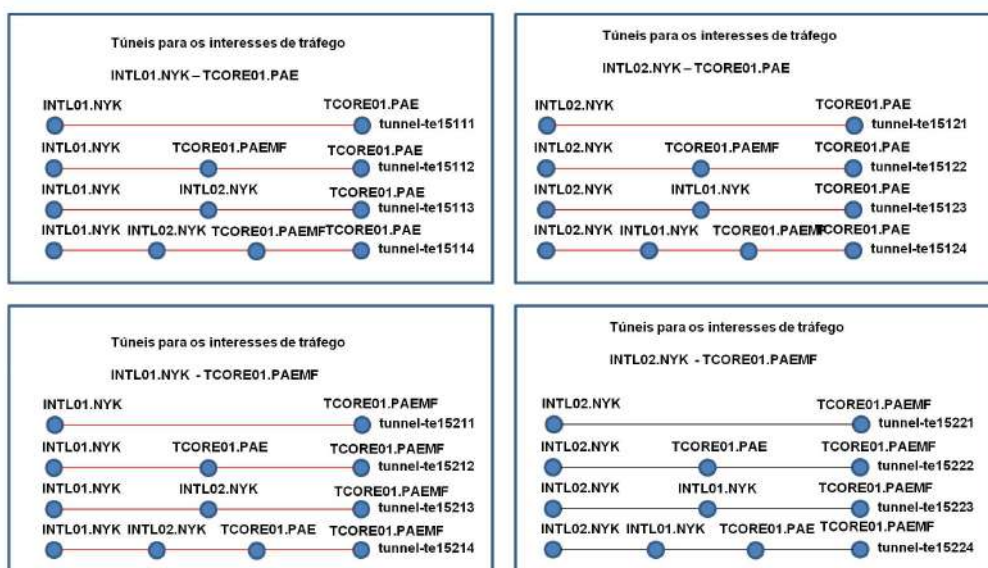 Túneis para os interesses de tráfego
INTL01.NYK – TCORE01.PAE
INTL01.NYK TCORE01.PAE
tunnel-te15111
INTL01.NYK TCORE01.PAEMF TCORE01.PAE
tunnel-te15112
INTL01.NYK INTL02.NYK TCORE01.PAE
tunnel-te15113
INTL01.NYK INTL02.NYK TCORE01.PAEMF TCORE01.PAE
tunnel-te15114
Túneis para os interesses de tráfego
INTL02.NYK – TCORE01.PAE
INTL02.NYK TCORE01.PAE
tunnel-te15121
INTL02.NYK TCORE01.PAEMF TCORE01.PAE
tunnel-te15122
INTL02.NYK INTL01.NYK TCORE01.PAE
tunnel-te15123
INTL02.NYK INTL01.NYK TCORE01.PAEMF TCORE01.PAE
tunnel-te15124
Túneis para os interesses de tráfego
INTL01.NYK - TCORE01.PAEMF
INTL01.NYK TCORE01.PAEMF
tunnel-te15211
INTL01.NYK TCORE01.PAE TCORE01.PAEMF
tunnel-te15212
INTL01.NYK INTL02.NYK TCORE01.PAEMF
tunnel-te15213
INTL01.NYK INTL02.NYK TCORE01.PAE TCORE01.PAEMF
tunnel-te15214
Túneis para os interesses de tráfego
INTL02.NYK - TCORE01.PAEMF
INTL02.NYK TCORE01.PAEMF
tunnel-te15221
INTL02.NYK TCORE01.PAE TCORE01.PAEMF
tunnel-te15222
INTL02.NYK INTL01.NYK TCORE01.PAEMF
tunnel-te15223
INTL02.NYK INTL01.NYK TCORE01.PAE TCORE01.PAEMF
tunnel-te15224